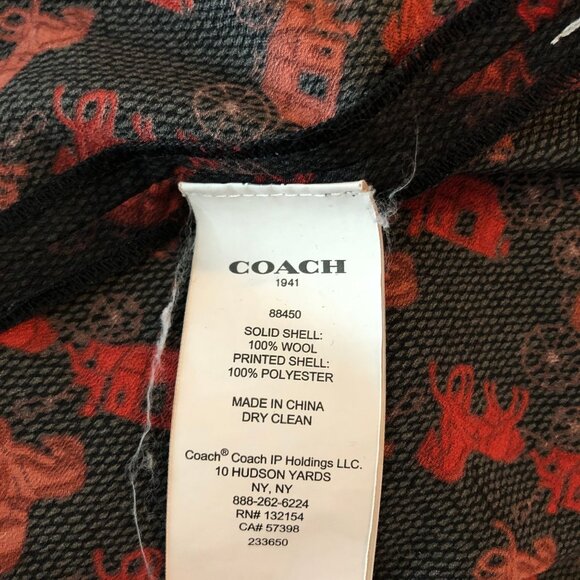 COACH
1941
88450
SOLID SHELL:
100% WOOL
PRINTED SHELL:
100% POLYESTER
MADE IN CHINA
DRY CLEAN
Coach® Coach IP Holdings LLC.
10 HUDSON YARDS
NY, NY
888-262-6224
RN# 132154
CA# 57398
233650